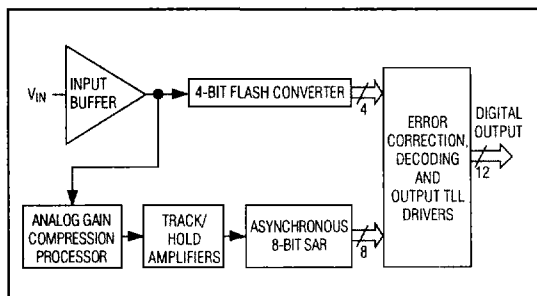 V_IN
INPUT
BUFFER
4-BIT FLASH CONVERTER
4
ERROR
CORRECTION,
DECODING
AND
OUTPUT TLL
DRIVERS
DIGITAL
OUTPUT
12
ANALOG GAIN
COMPRESSION
PROCESSOR
TRACK/
HOLD
AMPLIFIERS
ASYNCHRONOUS
8-BIT SAR
8